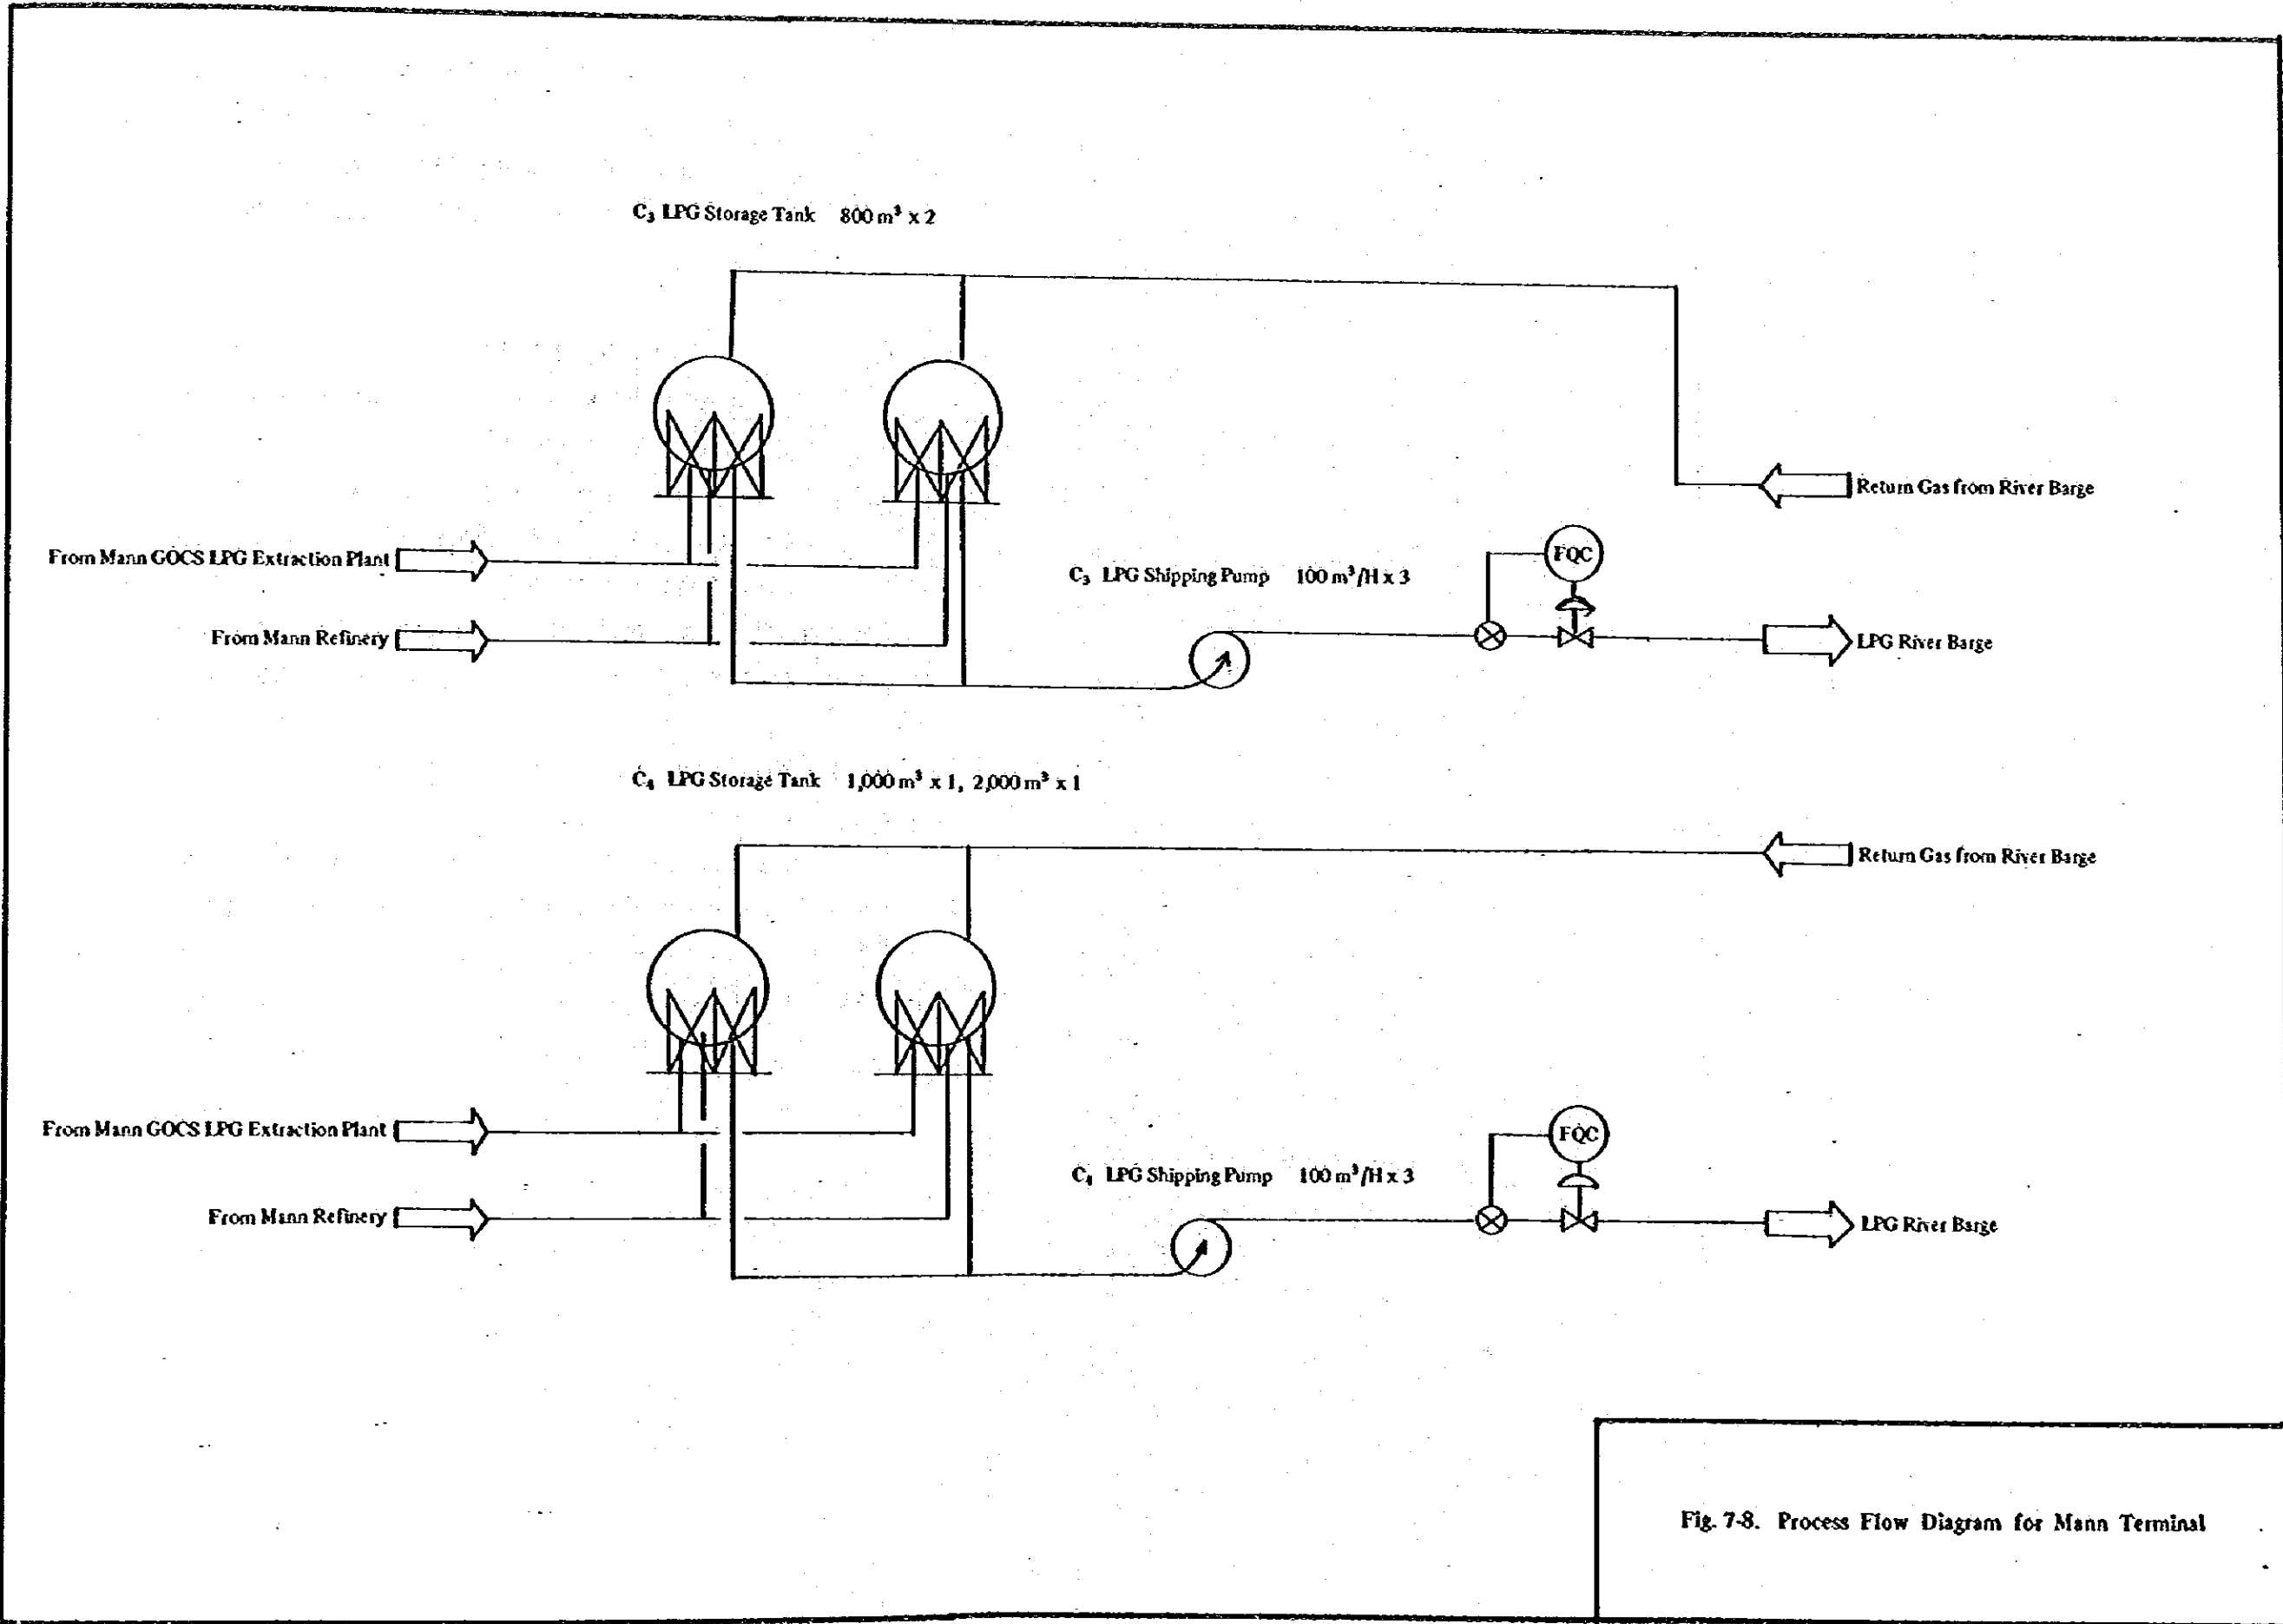 C₃ LPG Storage Tank 800 m³ x 2
Return Gas from River Barge
From Mann GOCS LPG Extraction Plant
FQC
C₃ LPG Shipping Pump 100 m³/H x 3
From Mann Refinery
LPG River Barge
C₄ LPG Storage Tank 1,000 m³ x 1, 2,000 m³ x 1
Return Gas from River Barge
From Mann GOCS LPG Extraction Plant
FQC
C₄ LPG Shipping Pump 100 m³/H x 3
From Mann Refinery
LPG River Barge
Fig. 7-8. Process Flow Diagram for Mann Terminal